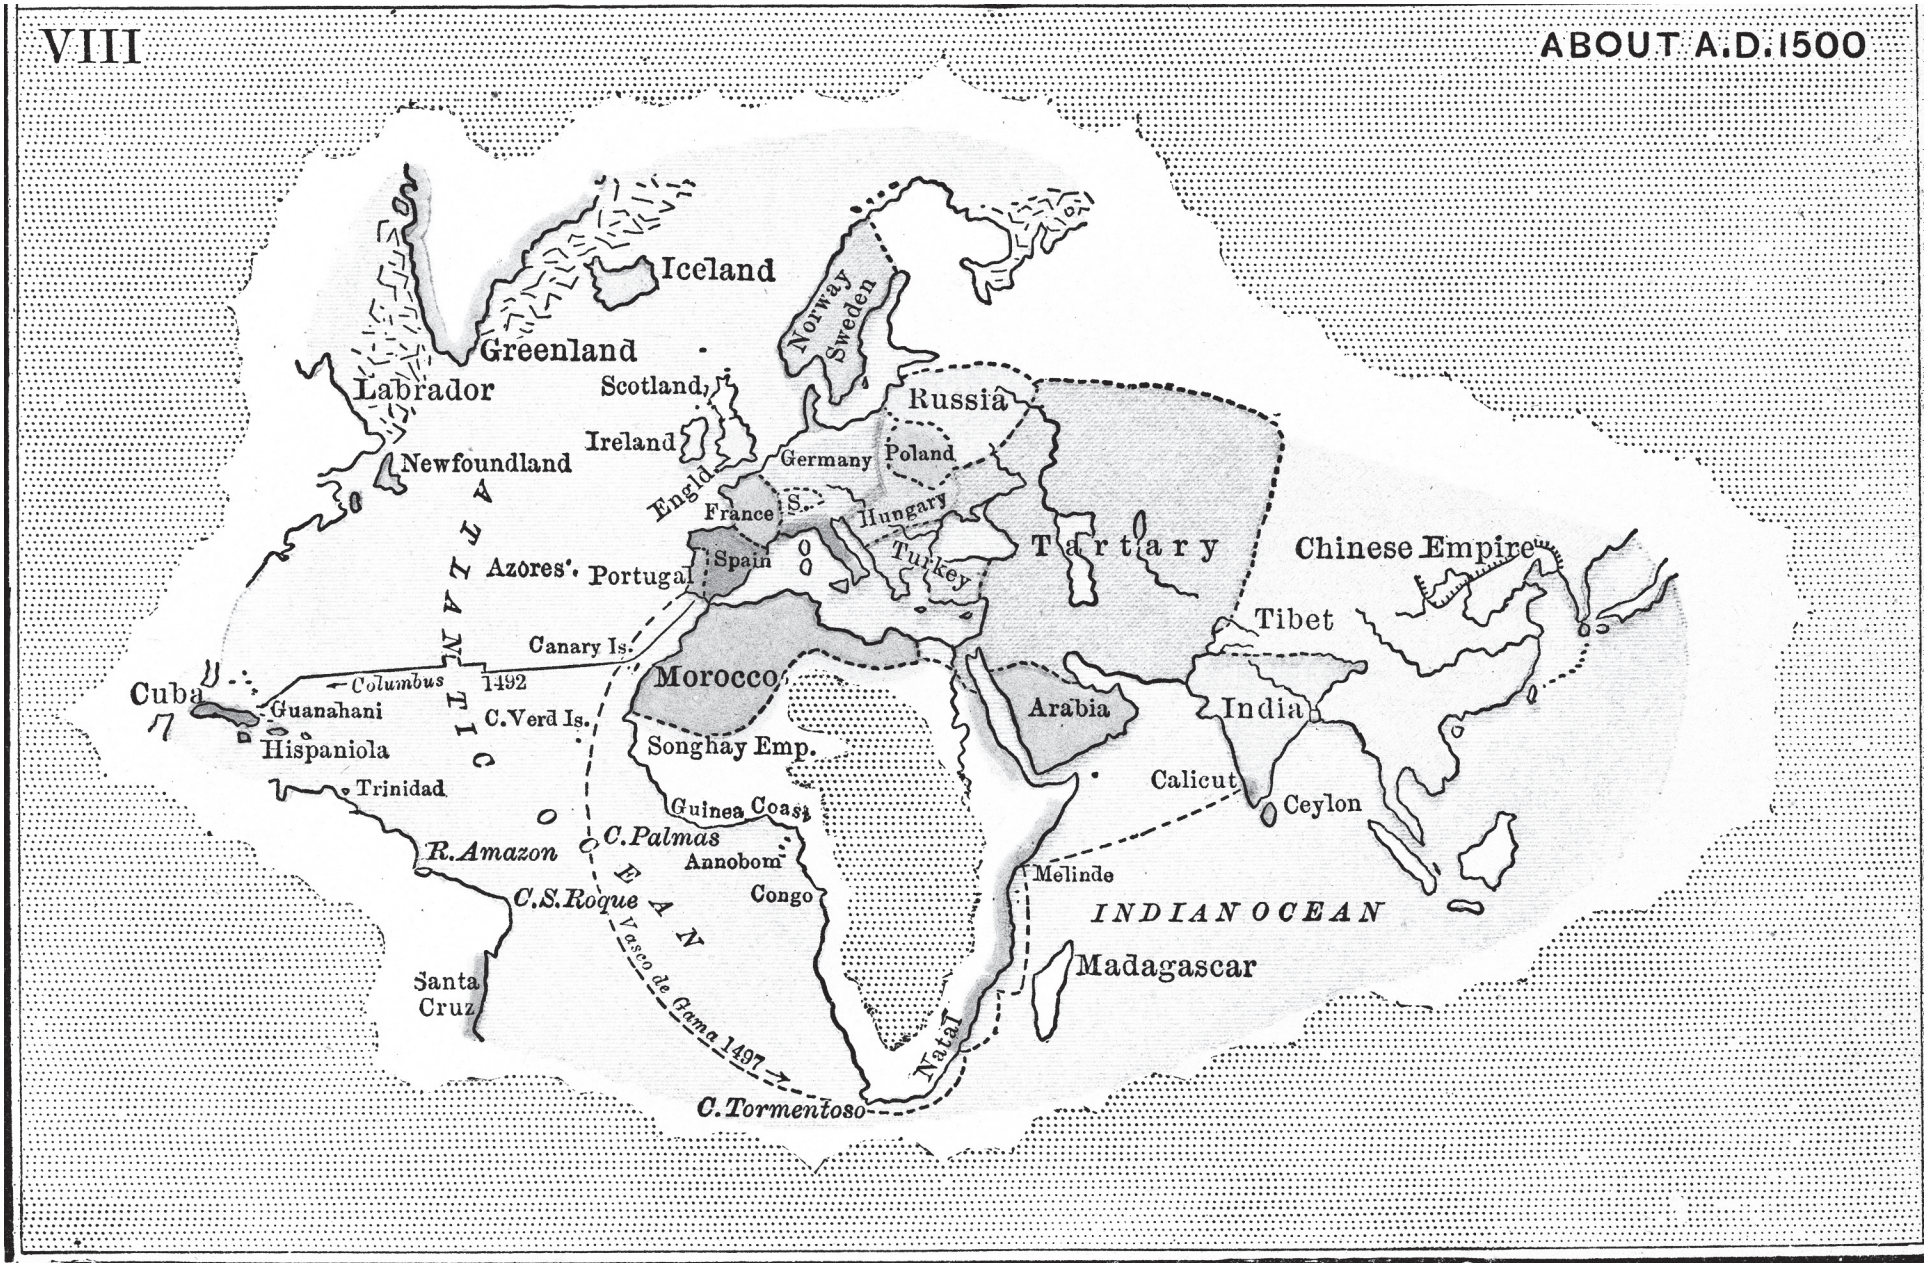 VIII
ABOUT A.D. 1500
Iceland
Norway
Sweden
Greenland
Labrador
Scotland
Russia
Ireland
Newfoundland
Germany
Poland
Engld.
France
S.
Hungary
Spain
Turkey
Tartary
Chinese Empire
Azores
Portugal
Tibet
Canary Is.
ATLANTIC
OCEAN
Morocco
Cuba
Columbus 1492
Guanahani
C. Verd Is.
Arabia
India
Hispaniola
Songhay Emp.
Trinidad
Calicut
Ceylon
Guinea Coast
C. Palmas
R. Amazon
Annobom
Melinde
Congo
C.S. Roque
INDIAN OCEAN
Vasco de Gama 1497
Madagascar
Santa
Cruz
Natal
C. Tormentoso